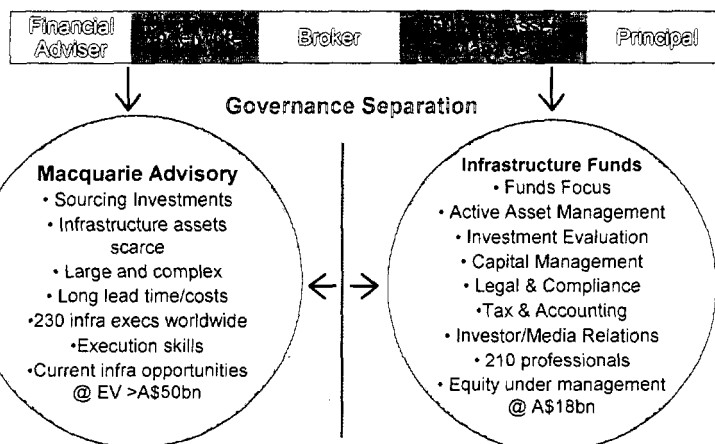 Financial
Adviser
Broker
Principal
Governance Separation
Macquarie Advisory
• Sourcing Investments
• Infrastructure assets
scarce
• Large and complex
• Long lead time/costs
•230 infra execs worldwide
•Execution skills
•Current infra opportunities
@ EV >A$50bn
Infrastructure Funds
• Funds Focus
• Active Asset Management
• Investment Evaluation
• Capital Management
• Legal & Compliance
•Tax & Accounting
• Investor/Media Relations
• 210 professionals
• Equity under management
@ A$18bn